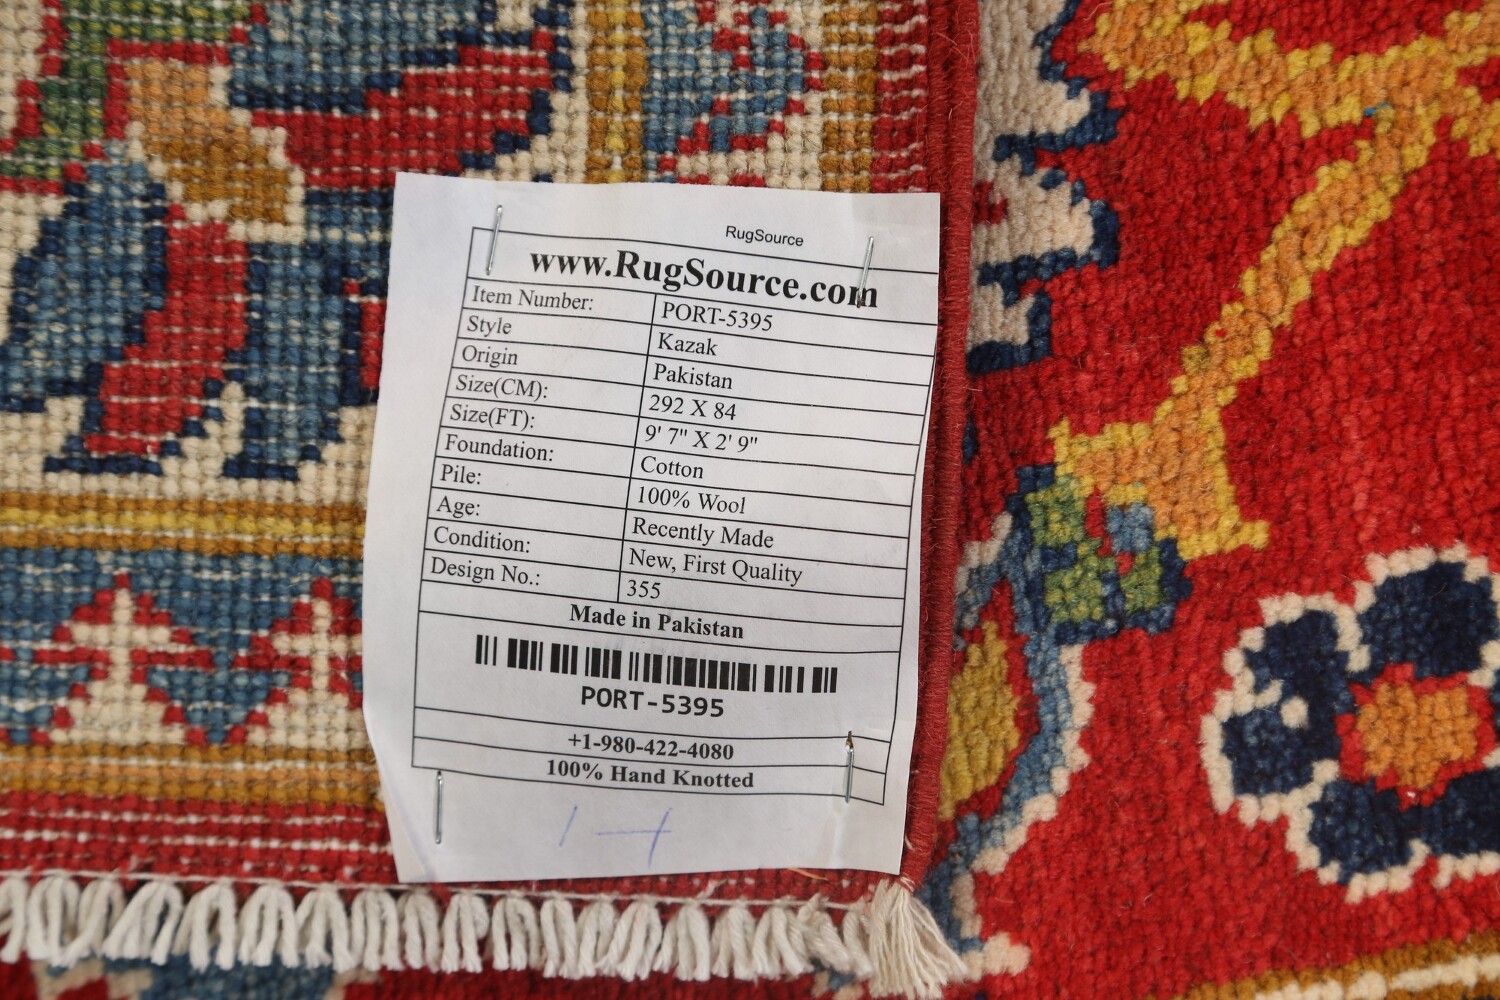 RugSource
www.RugSource.com
Item Number: PORT-5395
Style Kazak
Origin Pakistan
Size(CM): 292 X 84
Size(FT): 9' 7" X 2' 9"
Foundation: Cotton
Pile: 100% Wool
Age: Recently Made
Condition: New, First Quality
Design No.: 355
Made in Pakistan
PORT-5395
+1-980-422-4080
100% Hand Knotted